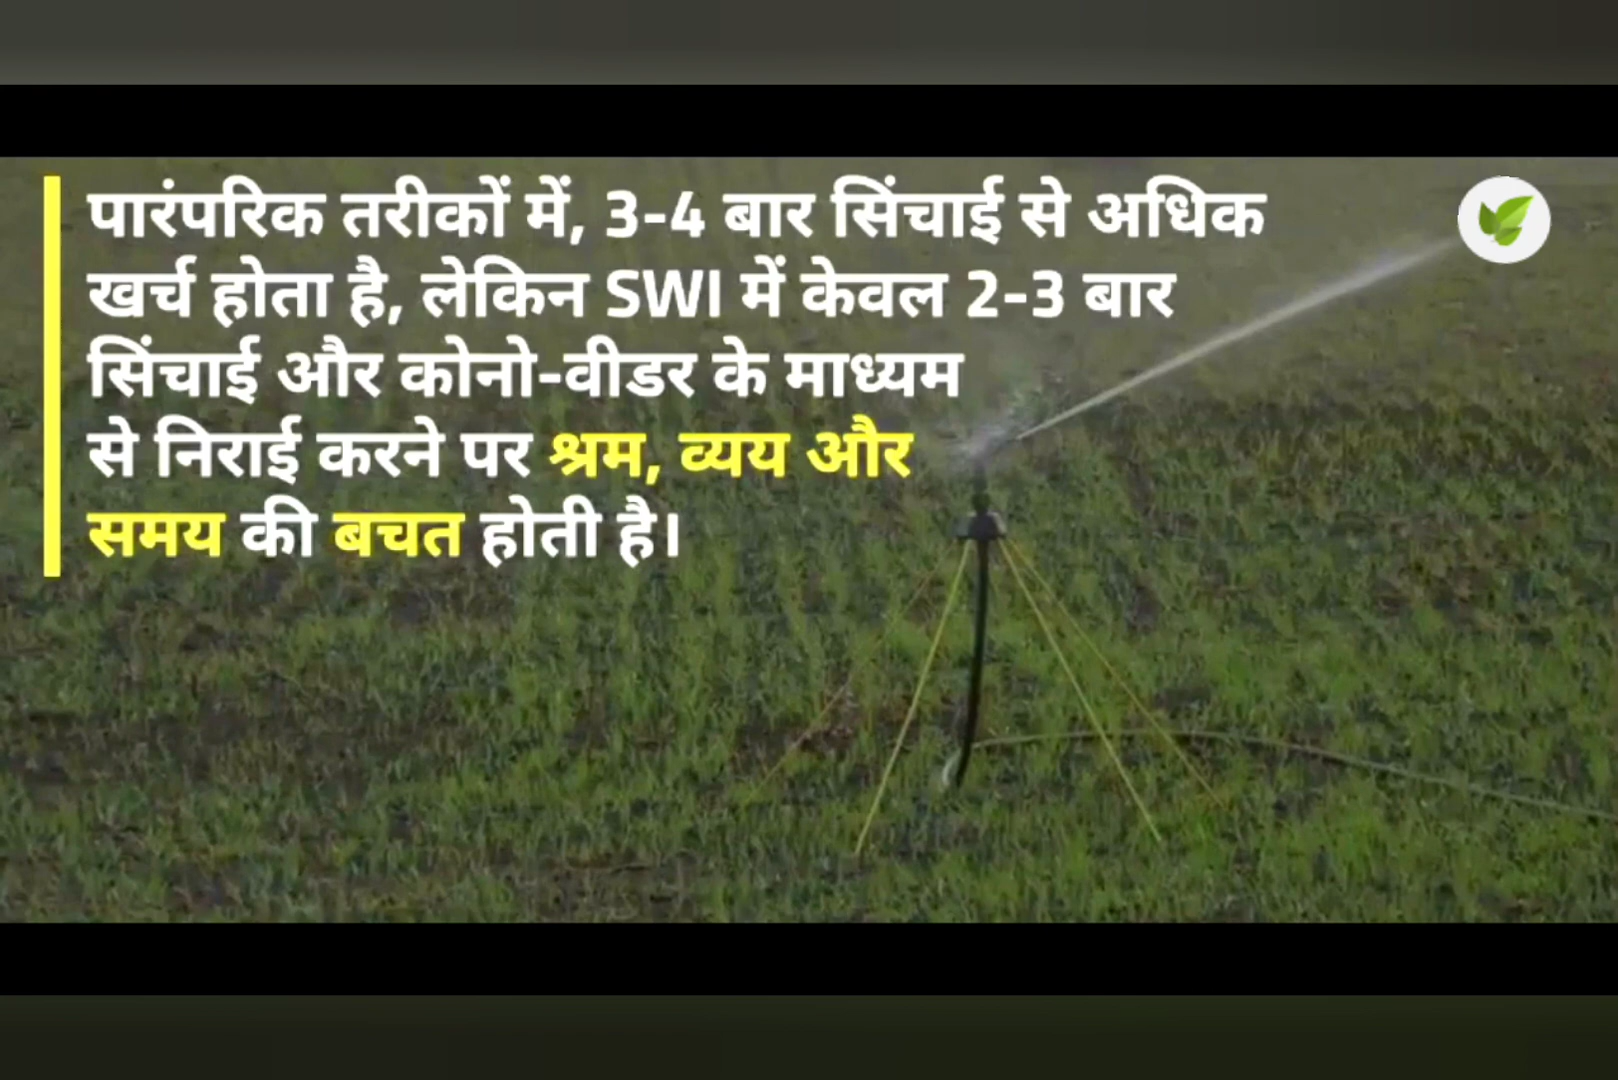 पारंपरिक तरीकों में, 3-4 बार सिंचाई से अधिक
खर्च होता है, लेकिन SWI में केवल 2-3 बार
सिंचाई और कोनो-वीडर के माध्यम
से निराई करने पर श्रम, व्यय और
समय की बचत होती है।